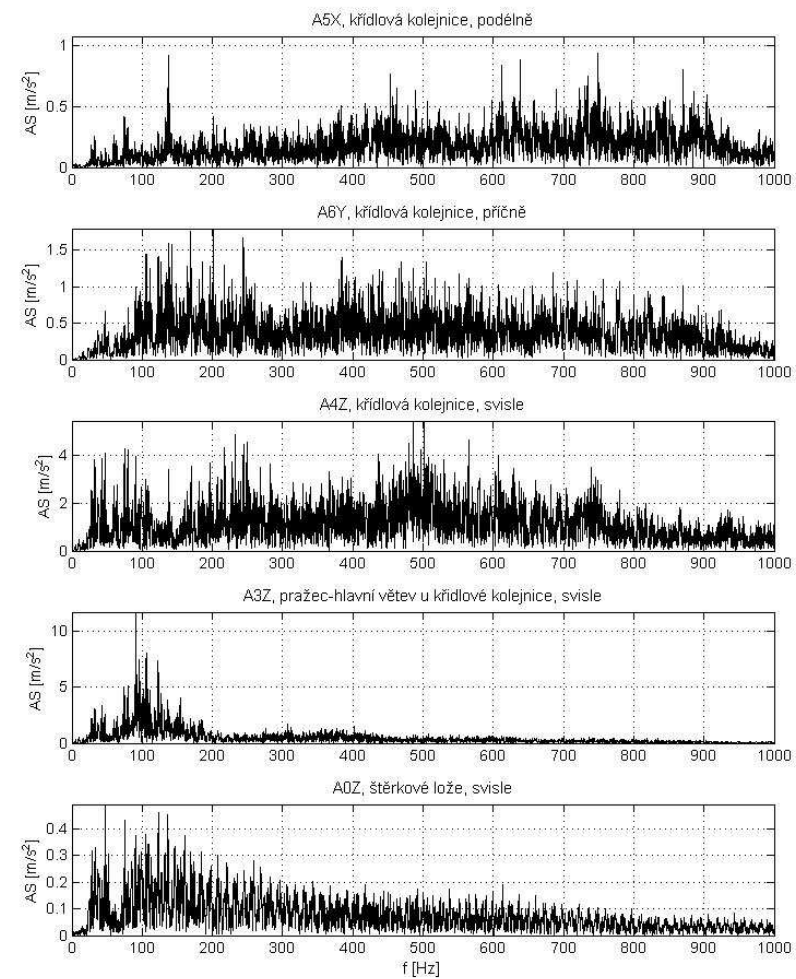 A5X, křídlová kolejnice, podélně
AS [m/s²]
1
0.5
0
0 100 200 300 400 500 600 700 800 900 1000
A6Y, křídlová kolejnice, příčně
AS [m/s²]
1.5
1
0.5
0
0 100 200 300 400 500 600 700 800 900 1000
A4Z, křídlová kolejnice, svisle
AS [m/s²]
4
2
0
0 100 200 300 400 500 600 700 800 900 1000
A3Z, pražec-hlavní větev u křidlové kolejnice, svisle
AS [m/s²]
10
5
0
0 100 200 300 400 500 600 700 800 900 1000
A0Z, štěrkové lože, svisle
AS [m/s²]
0.4
0.3
0.2
0.1
0
0 100 200 300 400 500 600 700 800 900 1000
f [Hz]